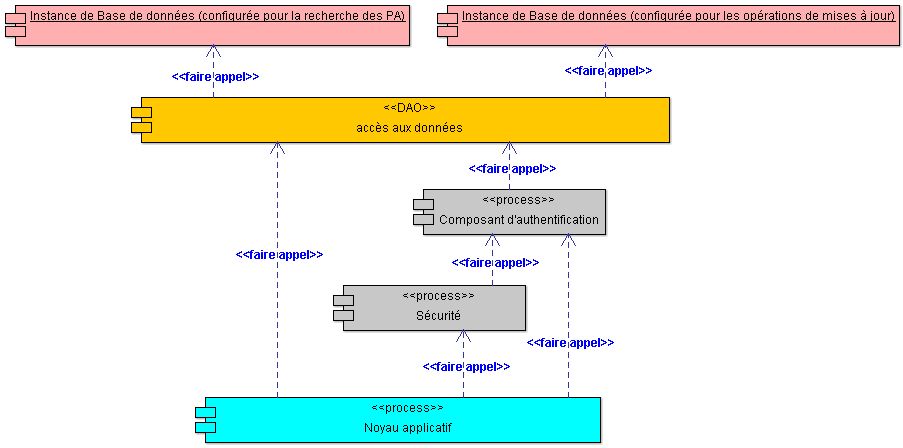 Instance de Base de données (configurée pour la recherche des PA)
Instance de Base de données (configurée pour les opérations de mises à jour)
<<faire appel>>
<<faire appel>>
<<DAO>>
accès aux données
<<faire appel>>
<<process>>
Composant d'authentification
<<faire appel>>
<<faire appel>>
<<process>>
Sécurité
<<faire appel>>
<<faire appel>>
<<process>>
Noyau applicatif